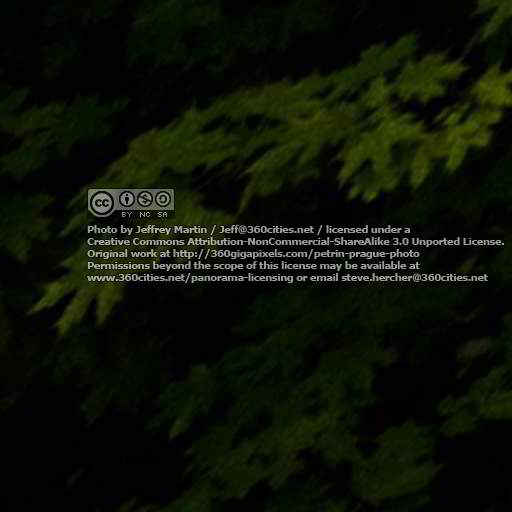 cc
BY NC SA
Photo by Jeffrey Martin / Jeff@360cities.net / licensed under a
Creative Commons Attribution-NonCommercial-ShareAlike 3.0 Unported License.
Original work at http://360gigapixels.com/petrin-prague-photo
Permissions beyond the scope of this license may be available at
www.360cities.net/panorama-licensing or email steve.hercher@360cities.net